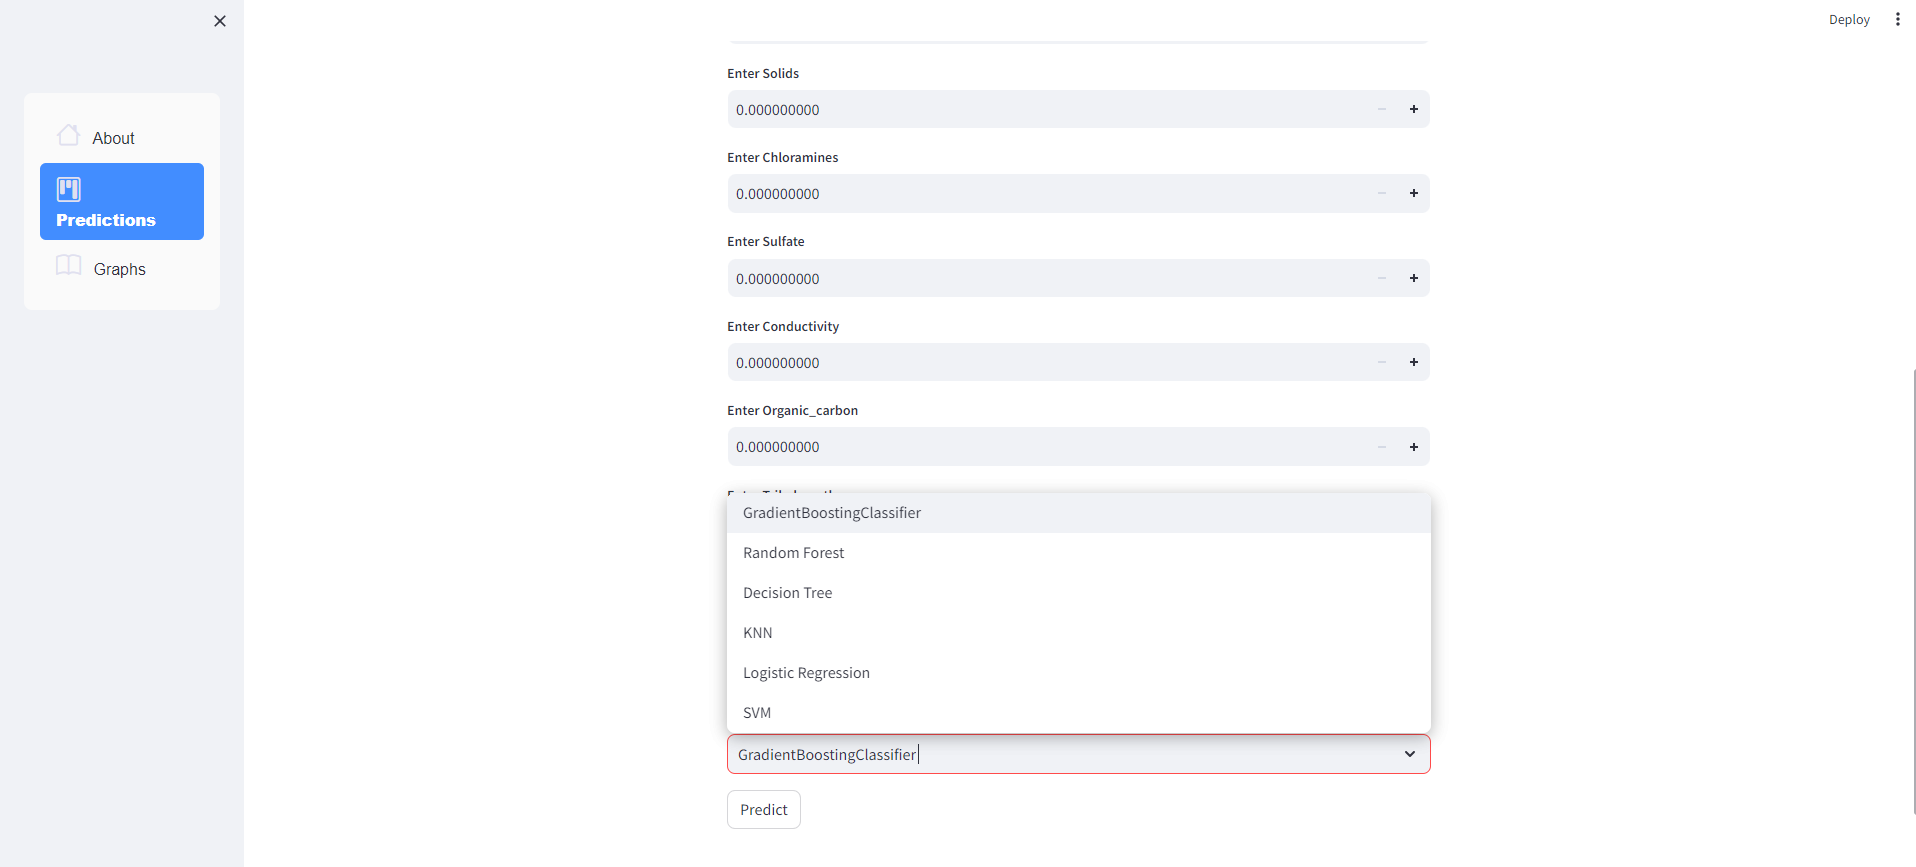 Deploy
About
Predictions
Graphs
Enter Solids
0.000000000
Enter Chloramines
0.000000000
Enter Sulfate
0.000000000
Enter Conductivity
0.000000000
Enter Organic_carbon
0.000000000
GradientBoostingClassifier
Random Forest
Decision Tree
KNN
Logistic Regression
SVM
GradientBoostingClassifier
Predict